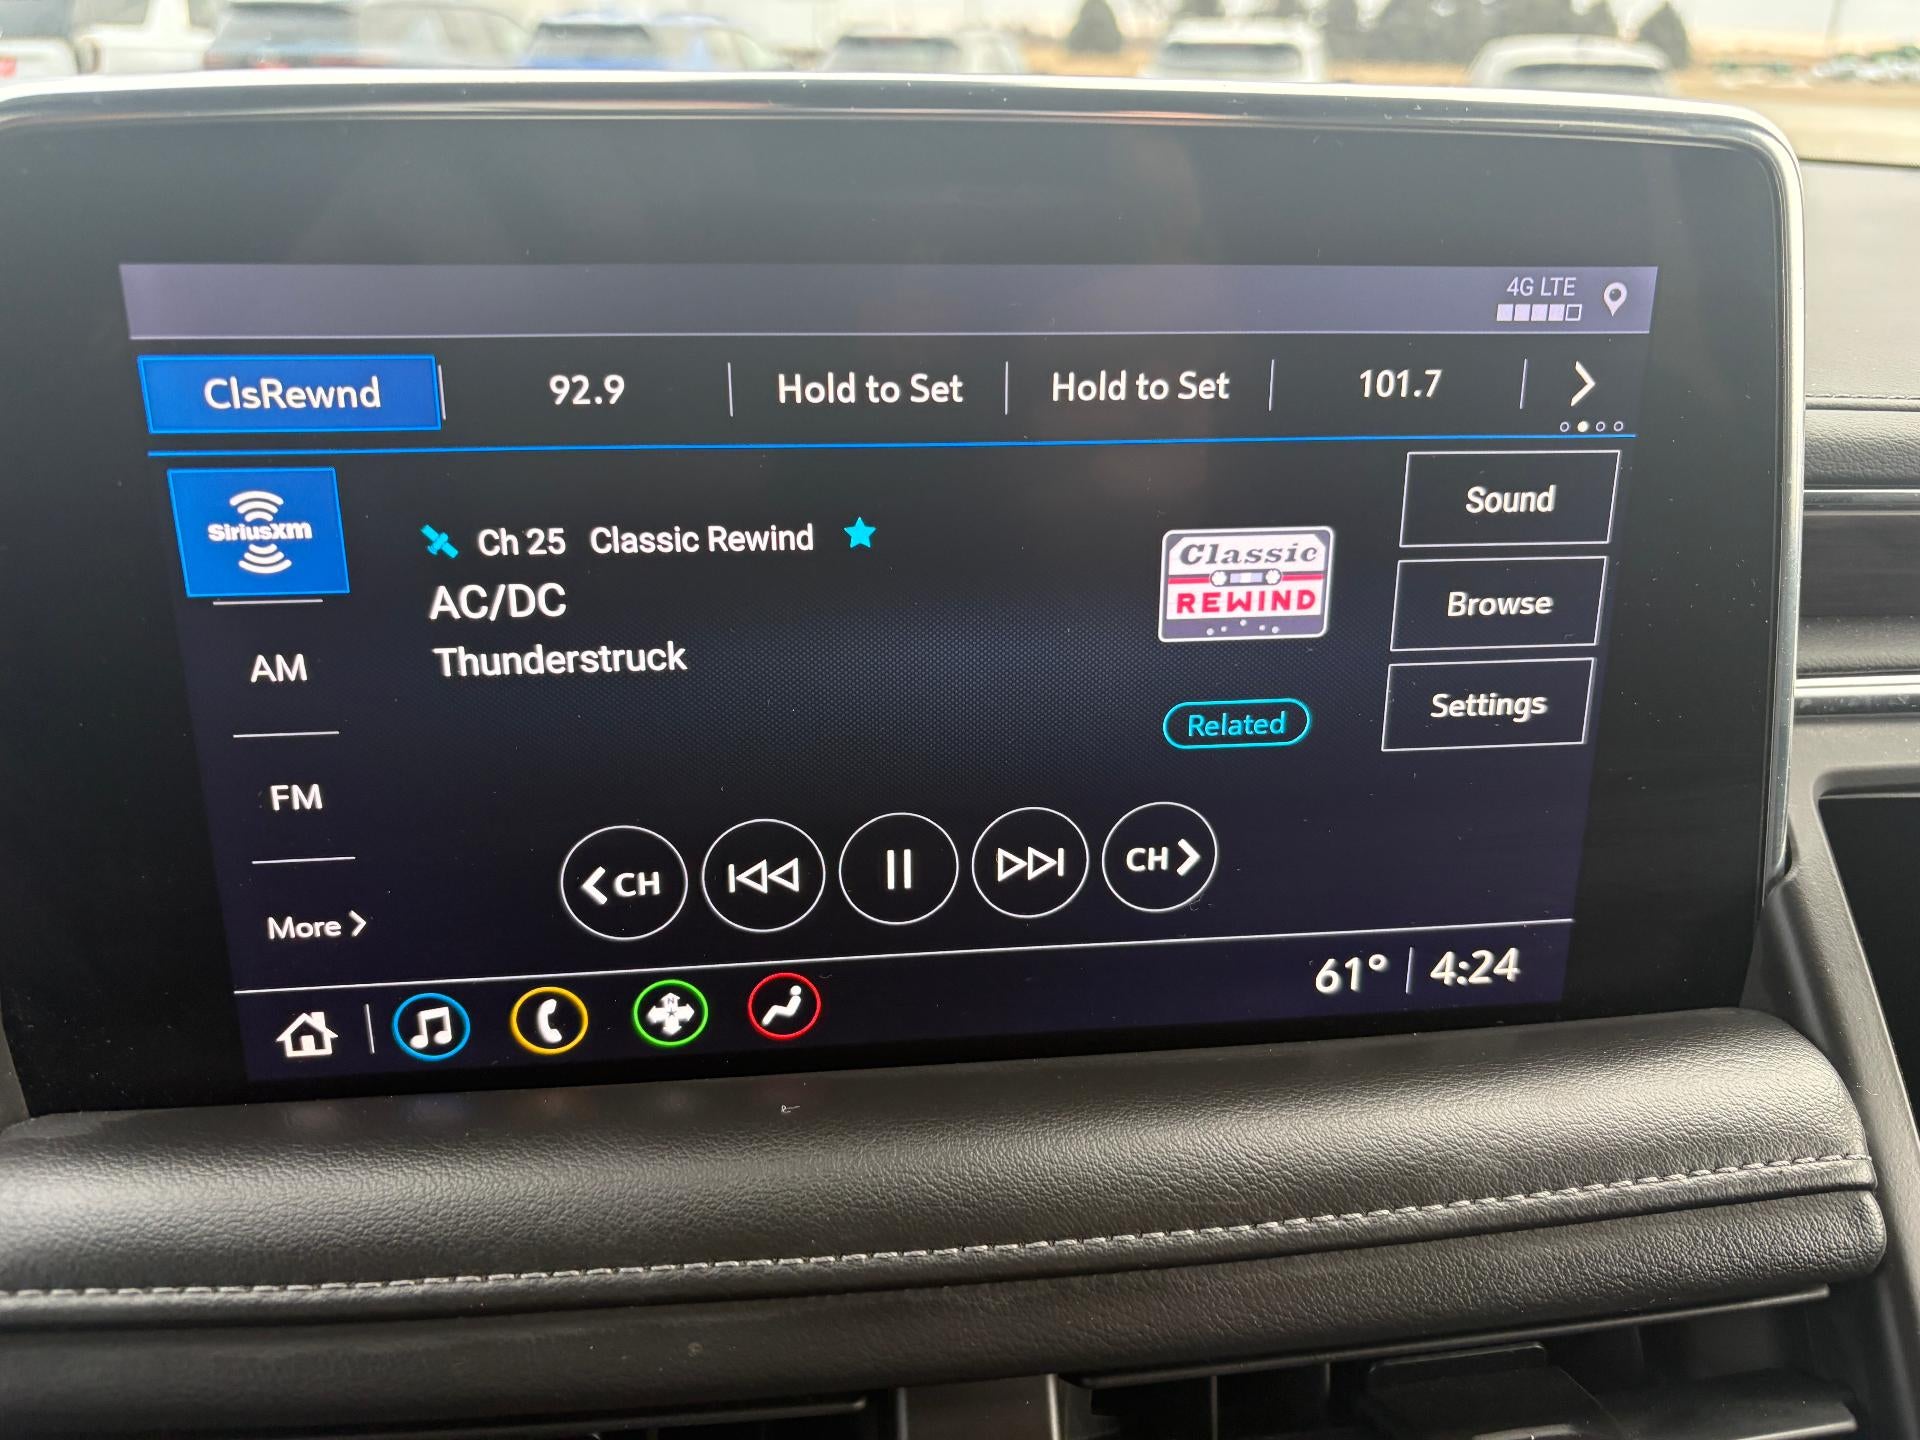 4G LTE
ClsRewnd 92.9 Hold to Set Hold to Set 101.7
SiriusXM
Ch 25 Classic Rewind
Classic
REWIND
Sound
AC/DC
Browse
Thunderstruck
AM
Settings
Related
FM
CH CH
More
61° 4:24
N